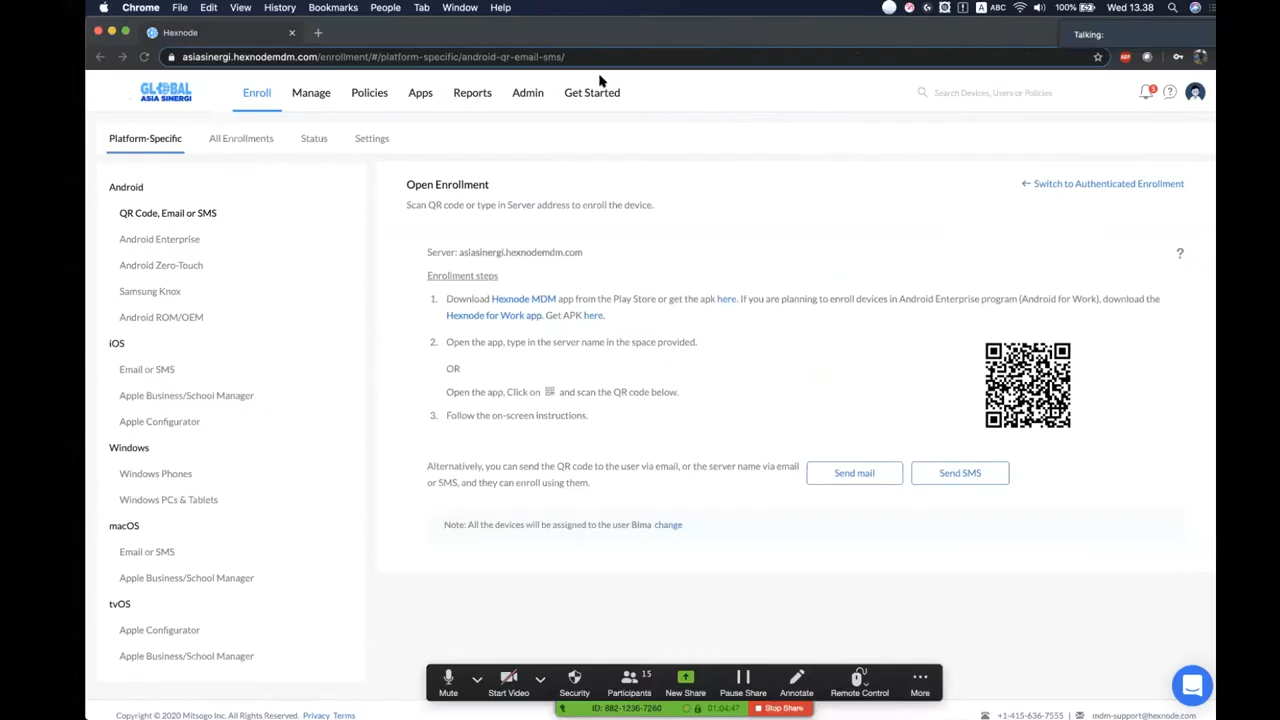 Chrome File Edit View History Bookmarks People Tab Window Help
100% ABC Wed 13.38
Hexnode
Talking:
asiasinergi.hexnodemdm.com/enrollment/#/platform-specific/android-qr-email-sms/
ABP
GLOBAL
ASIA SINERGI
Enroll Manage Policies Apps Reports Admin Get Started
Search Devices, Users or Policies
Platform-Specific All Enrollments Status Settings
Android
QR Code, Email or SMS
Android Enterprise
Android Zero-Touch
Samsung Knox
Android ROM/OEM
iOS
Email or SMS
Apple Business/School Manager
Apple Configurator
Windows
Windows Phones
Windows PCs & Tablets
macOS
Email or SMS
Apple Business/School Manager
tvOS
Apple Configurator
Apple Business/School Manager
Open Enrollment
← Switch to Authenticated Enrollment
Scan QR code or type in Server address to enroll the device.
Server: asiasinergi.hexnodemdm.com
?
Enrollment steps
1. Download Hexnode MDM app from the Play Store or get the apk here. If you are planning to enroll devices in Android Enterprise program (Android for Work), download the
Hexnode for Work app. Get APK here.
2. Open the app, type in the server name in the space provided.
OR
Open the app, Click on and scan the QR code below.
3. Follow the on-screen instructions.
Alternatively, you can send the QR code to the user via email, or the server name via email
or SMS, and they can enroll using them.
Send mail
Send SMS
Note: All the devices will be assigned to the user Bima change
15
Mute Start Video Security Participants New Share Pause Share Annotate Remote Control More
ID: 882-1236-7260 01:04:47 Stop Share
Copyright © 2020 Mitsogo Inc. All Rights Reserved. Privacy Terms
+1-415-636-7555 mdm-support@hexnode.com